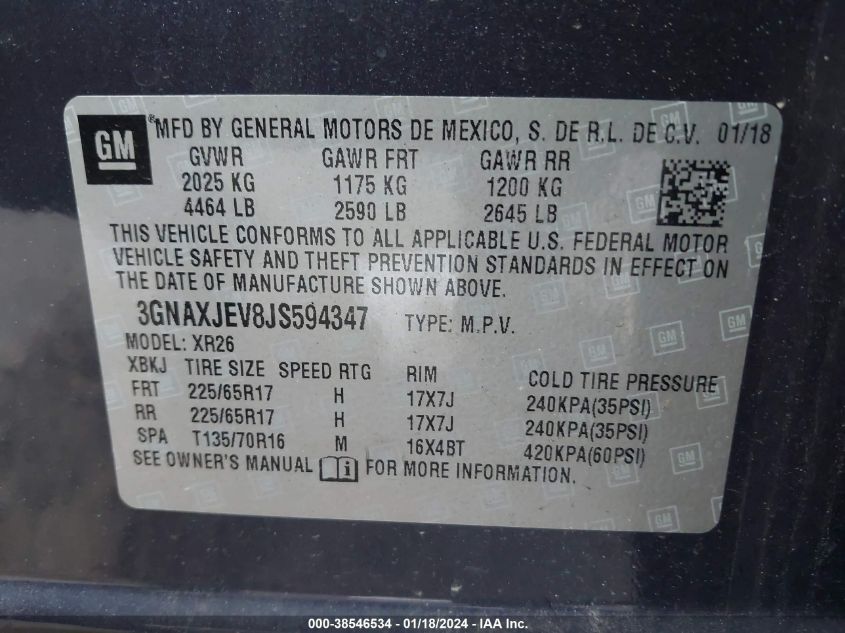 GM ®MFD BY GENERAL MOTORS DE MEXICO, S. DE R.L. DE C.V. 01/18
GVWR GAWR FRT GAWR RR
2025 KG 1175 KG 1200 KG
4464 LB 2590 LB 2645 LB
THIS VEHICLE CONFORMS TO ALL APPLICABLE U.S. FEDERAL MOTOR
VEHICLE SAFETY AND THEFT PREVENTION STANDARDS IN EFFECT ON
THE DATE OF MANUFACTURE SHOWN ABOVE.
3GNAXJEV8JS594347 TYPE: M.P.V.
MODEL: XR26
XBKJ TIRE SIZE SPEED RTG RIM COLD TIRE PRESSURE
FRT 225/65R17 H 17X7J 240KPA(35PSI)
RR 225/65R17 H 17X7J 240KPA(35PSI)
SPA T135/70R16 M 16X4BT 420KPA(60PSI)
SEE OWNER'S MANUAL i FOR MORE INFORMATION.
000-38546534 — 01/18/2024 — IAA Inc.